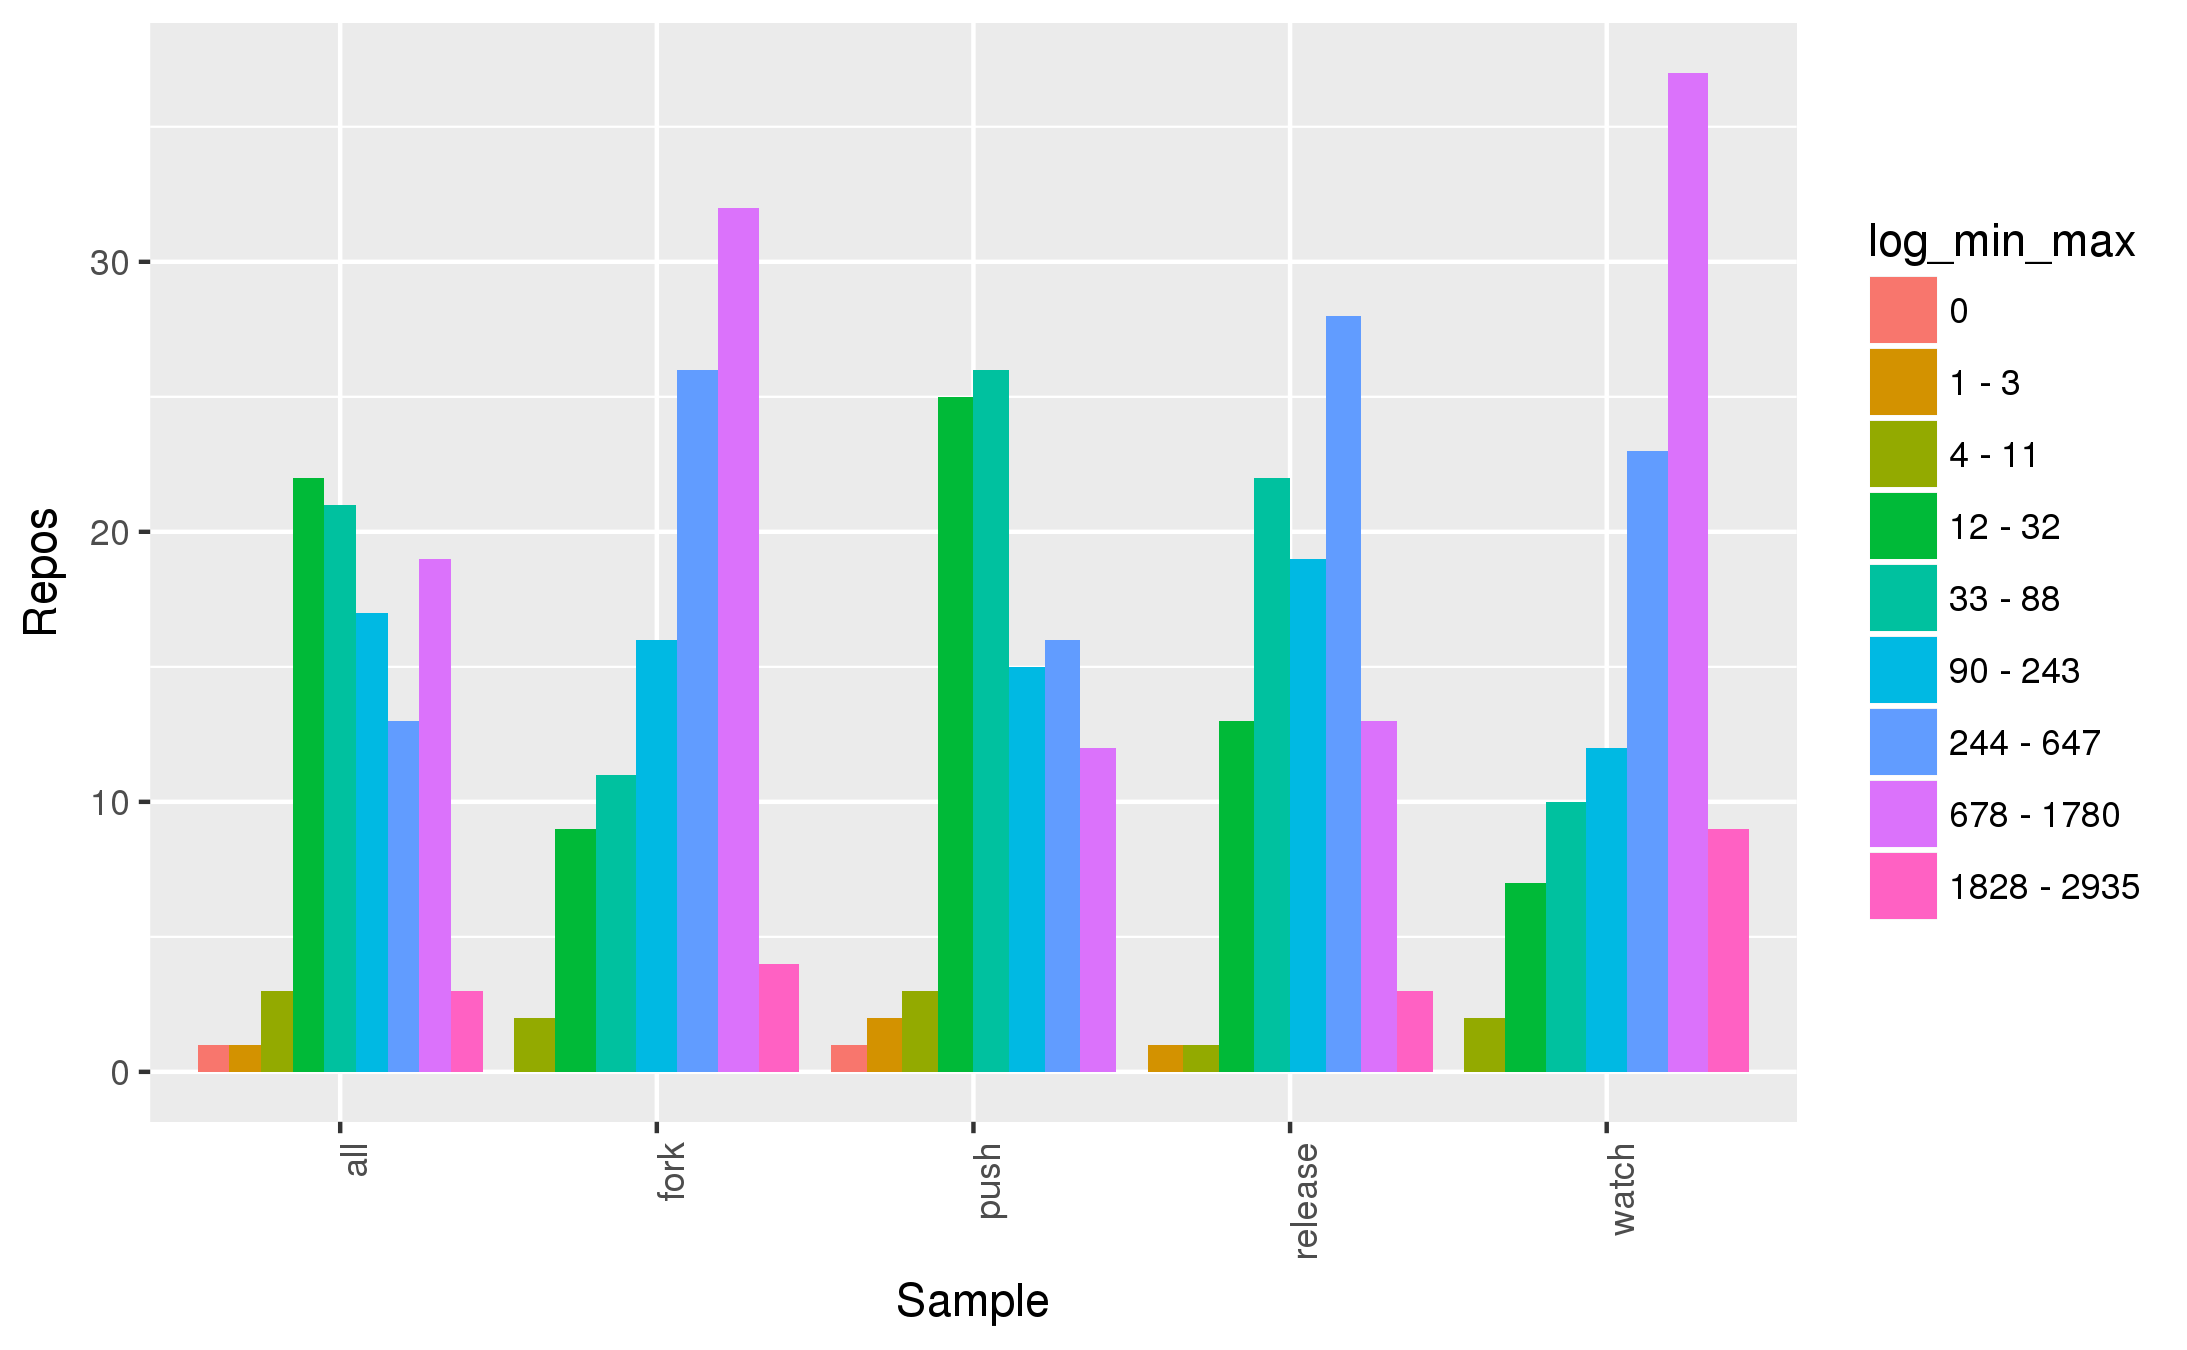 Repos
30
20
10
0
all
fork
push
release
watch
Sample
log_min_max
0
1 - 3
4 - 11
12 - 32
33 - 88
90 - 243
244 - 647
678 - 1780
1828 - 2935